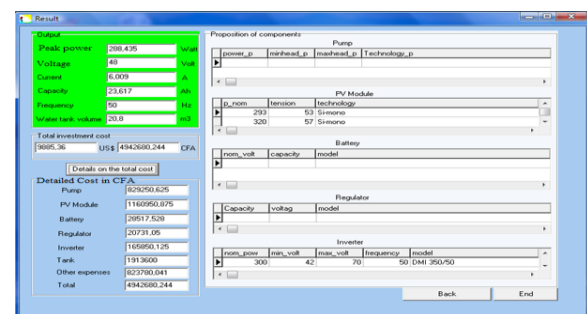 Result
Output
Peak power 288,435 Watt
Voltage 48 Volt
Current 6,009 A
Capacity 23,617 Ah
Frequency 50 Hz
Water tank volume 20,8 m3
Total investment cost
9885,36 US$ 4942680,244 CFA
Details on the total cost
Detailed Cost in CFA
Pump 829250,625
PV Module 1160950,875
Battery 28517,528
Regulator 20731,05
Inverter 165850,125
Tank 1913600
Other expenses 823780,041
Total 4942680,244
Proposition of components
Pump
power_p minhead_p maxhead_p Technology_p
PV Module
p_nom tension technology
293 53 Si-mono
320 57 Si-mono
Battery
nom_volt capacity model
Regulator
Capacity voltag model
Inverter
nom_pow min_volt max_volt frequency model
300 42 70 50 DMI 350/50
Back End